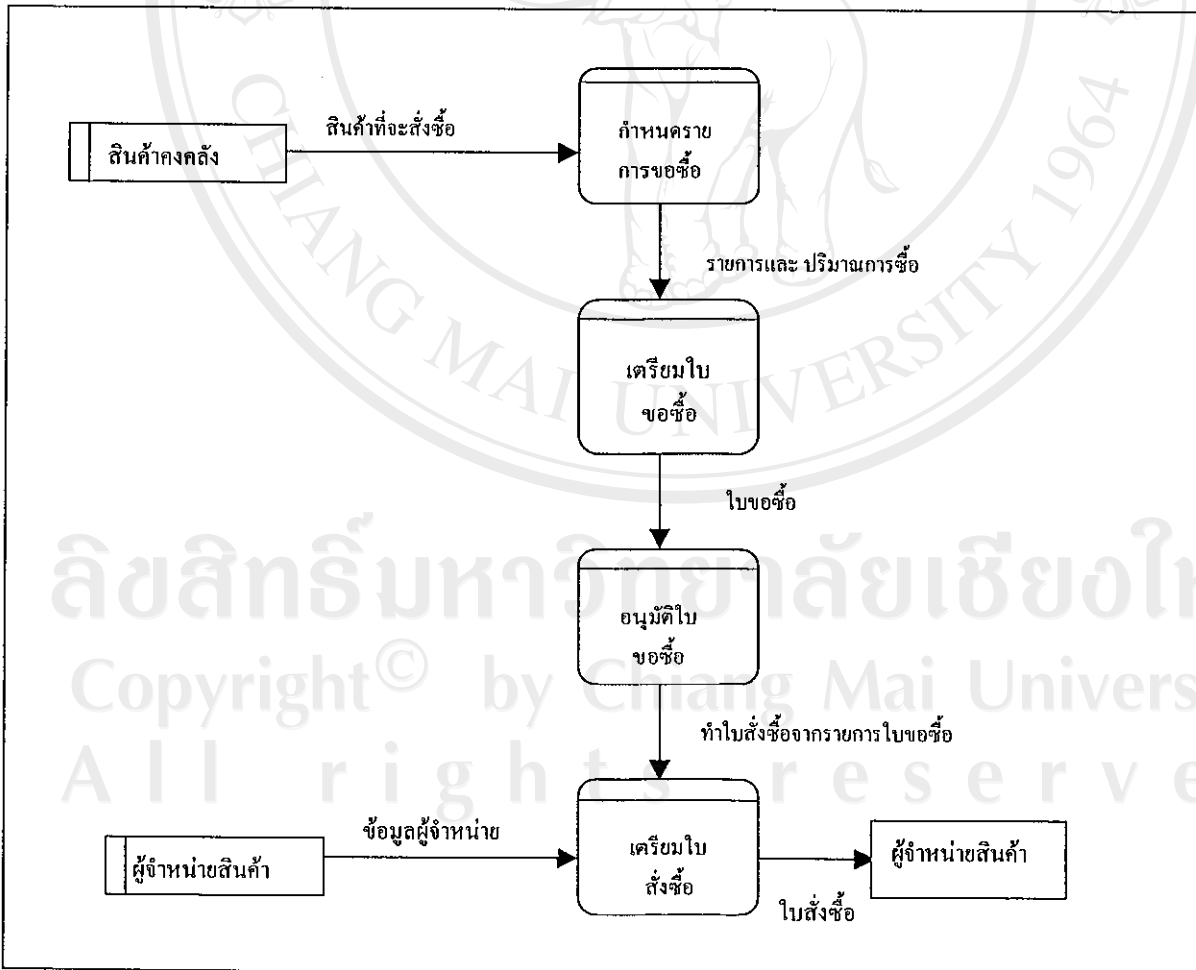 สินค้าที่จะสั่งซื้อ
สินค้าคงคลัง
กำหนดราย
การขอซื้อ
รายการและ ปริมาณการซื้อ
เตรียมใบ
ขอซื้อ
ใบขอซื้อ
อนุมัติใบ
ขอซื้อ
ทำใบสั่งซื้อจากรายการใบขอซื้อ
ข้อมูลผู้จำหน่าย
ผู้จำหน่ายสินค้า
เตรียมใบ
สั่งซื้อ
ผู้จำหน่ายสินค้า
ใบสั่งซื้อ
CHIANG MAI UNIVERSITY 1964
ลิขสิทธิ์มหาวิทยาลัยเชียงให
Copyright© by Chiang Mai Univers
All rights reserve